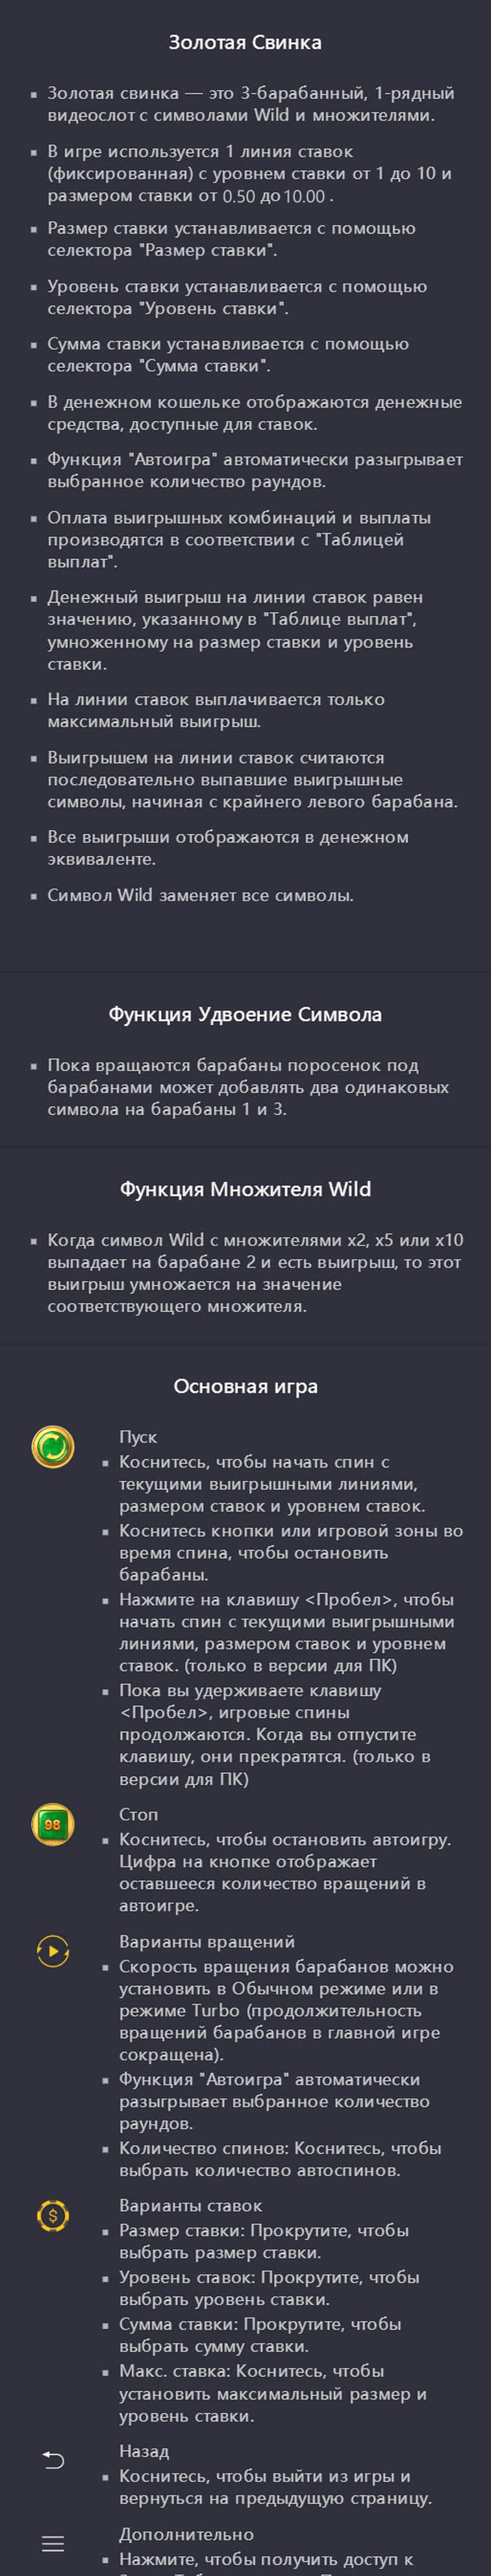 Золотая Свинка
▪ Золотая свинка — это 3-барабанный, 1-рядный
видеослот с символами Wild и множителями.
▪ В игре используется 1 линия ставок
(фиксированная) с уровнем ставки от 1 до 10 и
размером ставки от 0.50 до 10.00 .
▪ Размер ставки устанавливается с помощью
селектора "Размер ставки".
▪ Уровень ставки устанавливается с помощью
селектора "Уровень ставки".
▪ Сумма ставки устанавливается с помощью
селектора "Сумма ставки".
▪ В денежном кошельке отображаются денежные
средства, доступные для ставок.
▪ Функция "Автоигра" автоматически разыгрывает
выбранное количество раундов.
▪ Оплата выигрышных комбинаций и выплаты
производятся в соответствии с "Таблицей
выплат".
▪ Денежный выигрыш на линии ставок равен
значению, указанному в "Таблице выплат",
умноженному на размер ставки и уровень
ставки.
▪ На линии ставок выплачивается только
максимальный выигрыш.
▪ Выигрышем на линии ставок считаются
последовательно выпавшие выигрышные
символы, начиная с крайнего левого барабана.
▪ Все выигрыши отображаются в денежном
эквиваленте.
▪ Символ Wild заменяет все символы.
Функция Удвоение Символа
▪ Пока вращаются барабаны поросенок под
барабанами может добавлять два одинаковых
символа на барабаны 1 и 3.
Функция Множителя Wild
▪ Когда символ Wild с множителями x2, x5 или x10
выпадает на барабане 2 и есть выигрыш, то этот
выигрыш умножается на значение
соответствующего множителя.
Основная игра
Пуск
▪ Коснитесь, чтобы начать спин с
текущими выигрышными линиями,
размером ставок и уровнем ставок.
▪ Коснитесь кнопки или игровой зоны во
время спина, чтобы остановить
барабаны.
▪ Нажмите на клавишу <Пробел>, чтобы
начать спин с текущими выигрышными
линиями, размером ставок и уровнем
ставок. (только в версии для ПК)
▪ Пока вы удерживаете клавишу
<Пробел>, игровые спины
продолжаются. Когда вы отпустите
клавишу, они прекратятся. (только в
версии для ПК)
98
Стоп
▪ Коснитесь, чтобы остановить автоигру.
Цифра на кнопке отображает
оставшееся количество вращений в
автоигре.
Варианты вращений
▪ Скорость вращения барабанов можно
установить в Обычном режиме или в
режиме Turbo (продолжительность
вращений барабанов в главной игре
сокращена).
▪ Функция "Автоигра" автоматически
разыгрывает выбранное количество
раундов.
▪ Количество спинов: Коснитесь, чтобы
выбрать количество автоспинов.
$
Варианты ставок
▪ Размер ставки: Прокрутите, чтобы
выбрать размер ставки.
▪ Уровень ставок: Прокрутите, чтобы
выбрать уровень ставки.
▪ Сумма ставки: Прокрутите, чтобы
выбрать сумму ставки.
▪ Макс. ставка: Коснитесь, чтобы
установить максимальный размер и
уровень ставки.
Назад
▪ Коснитесь, чтобы выйти из игры и
вернуться на предыдущую страницу.
Дополнительно
▪ Нажмите, чтобы получить доступ к